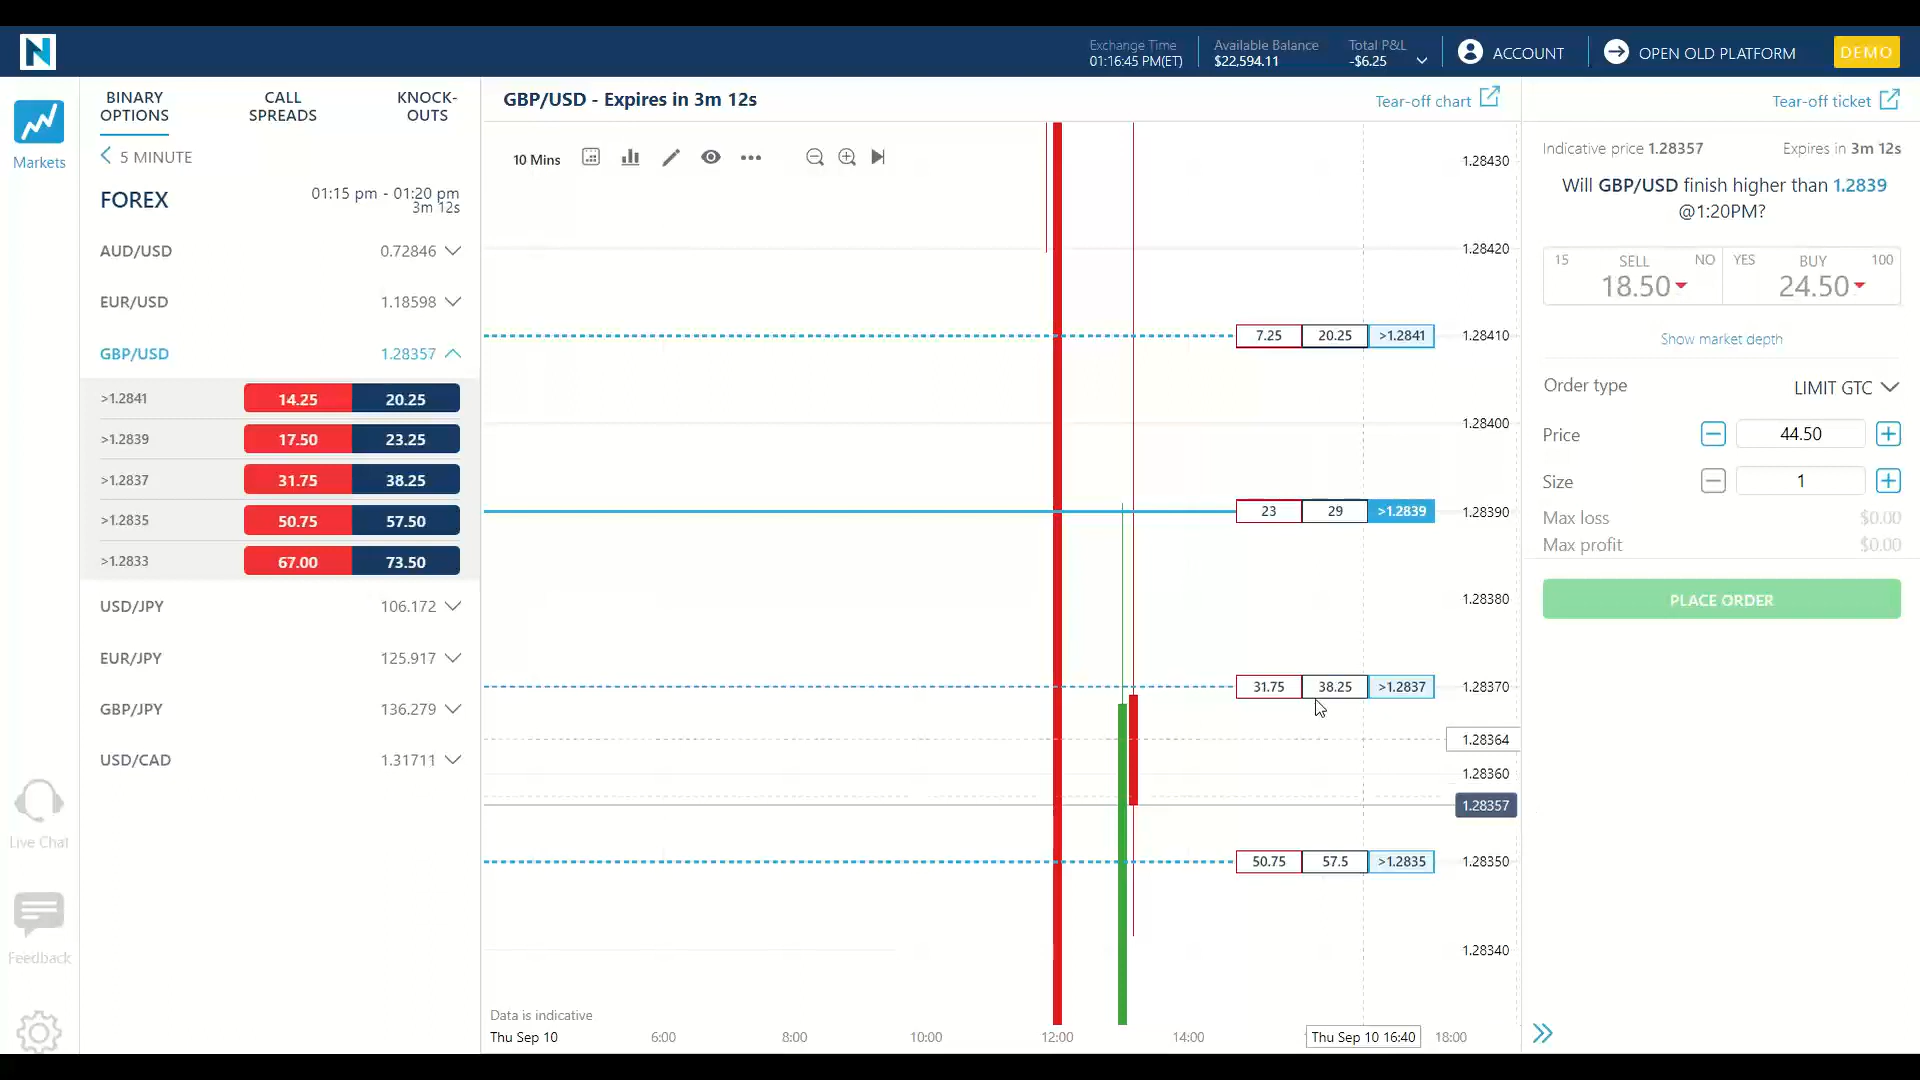 N
Exchange Time
01:16:45 PM(ET)
Available Balance
$22,594.11
Total P&L
-$6.25
ACCOUNT
OPEN OLD PLATFORM
DEMO
Markets
Live Chat
Feedback
BINARY OPTIONS
CALL SPREADS
KNOCK-OUTS
5 MINUTE
FOREX
01:15 pm - 01:20 pm
3m 12s
AUD/USD 0.72846
EUR/USD 1.18598
GBP/USD 1.28357
>1.2841 14.25 20.25
>1.2839 17.50 23.25
>1.2837 31.75 38.25
>1.2835 50.75 57.50
>1.2833 67.00 73.50
USD/JPY 106.172
EUR/JPY 125.917
GBP/JPY 136.279
USD/CAD 1.31711
GBP/USD - Expires in 3m 12s
Tear-off chart
10 Mins
1.28430
1.28420
7.25 20.25 >1.2841 1.28410
1.28400
23 29 >1.2839 1.28390
1.28380
31.75 38.25 >1.2837 1.28370
1.28364
1.28360
1.28357
50.75 57.5 >1.2835 1.28350
1.28340
Data is indicative
Thu Sep 10 6:00 8:00 10:00 12:00 14:00 Thu Sep 10 16:40 18:00
Tear-off ticket
Indicative price 1.28357 Expires in 3m 12s
Will GBP/USD finish higher than 1.2839
@1:20PM?
15 SELL NO YES BUY 100
18.50 24.50
Show market depth
Order type LIMIT GTC
Price 44.50
Size 1
Max loss $0.00
Max profit $0.00
PLACE ORDER